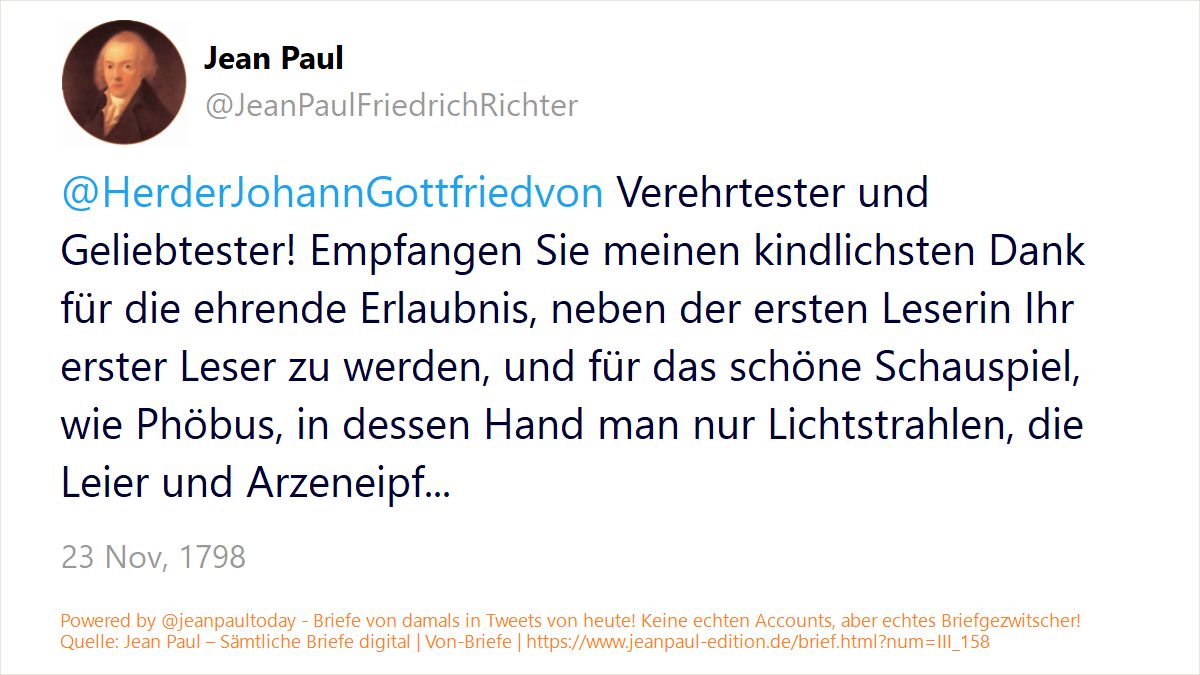 Jean Paul
@JeanPaulFriedrichRichter
@HerderJohannGottfriedvon Verehrtester und
Geliebtester! Empfangen Sie meinen kindlichsten Dank
für die ehrende Erlaubnis, neben der ersten Leserin Ihr
erster Leser zu werden, und für das schöne Schauspiel,
wie Phöbus, in dessen Hand man nur Lichtstrahlen, die
Leier und Arzeneipf...
23 Nov, 1798
Powered by @jeanpaultoday - Briefe von damals in Tweets von heute! Keine echten Accounts, aber echtes Briefgezwitscher!
Quelle: Jean Paul – Sämtliche Briefe digital | Von-Briefe | https://www.jeanpaul-edition.de/brief.html?num=III_158